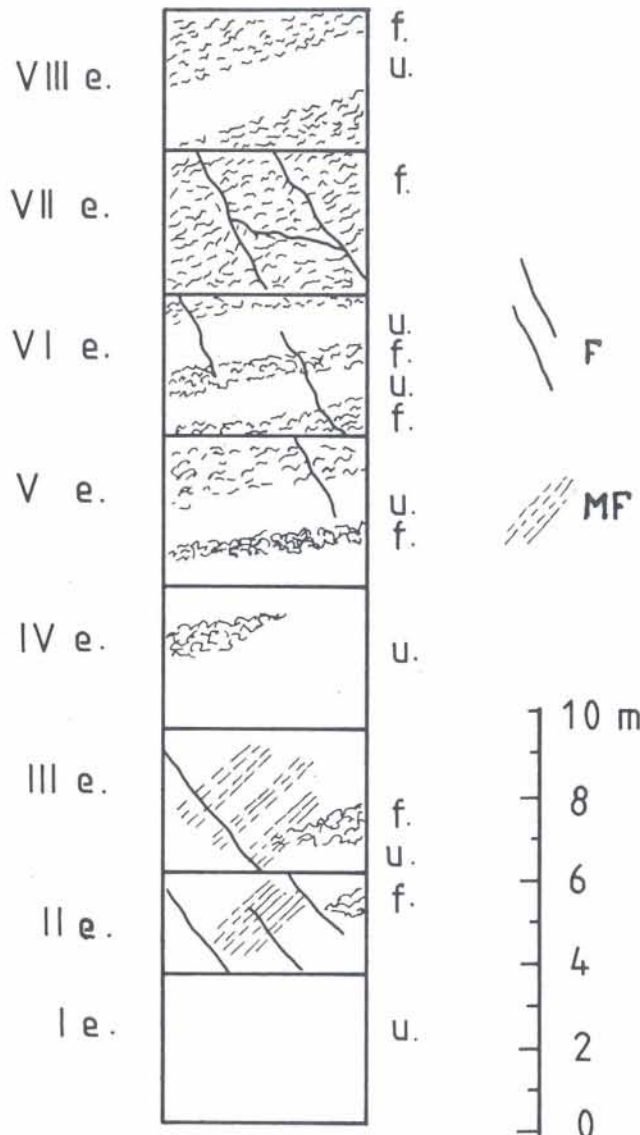 f.
VIII e. u.
VII e. f.
u.
VI e. f.
u.
f.
F
V e. u.
MF
f.
IV e. u.
10 m
III e. 8
f.
u.
6
II e. f.
4
I e. u.
2
0